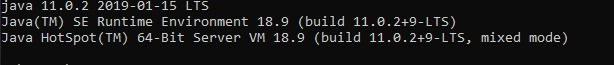 java 11.0.2 2019-01-15 LTS
Java(TM) SE Runtime Environment 18.9 (build 11.0.2+9-LTS)
Java HotSpot(TM) 64-Bit Server VM 18.9 (build 11.0.2+9-LTS, mixed mode)